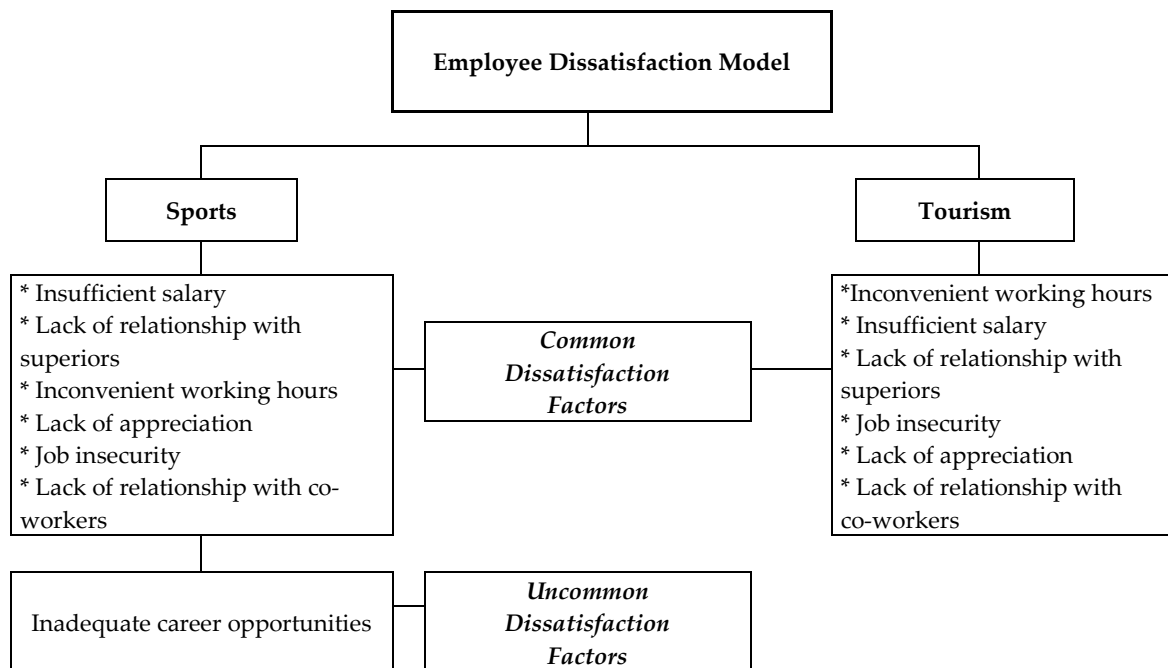 Employee Dissatisfaction Model
Sports
Tourism
* Insufficient salary
* Lack of relationship with
superiors
* Inconvenient working hours
* Lack of appreciation
* Job insecurity
* Lack of relationship with co-
workers
Common
Dissatisfaction
Factors
*Inconvenient working hours
* Insufficient salary
* Lack of relationship with
superiors
* Job insecurity
* Lack of appreciation
* Lack of relationship with
co-workers
Inadequate career opportunities
Uncommon
Dissatisfaction
Factors